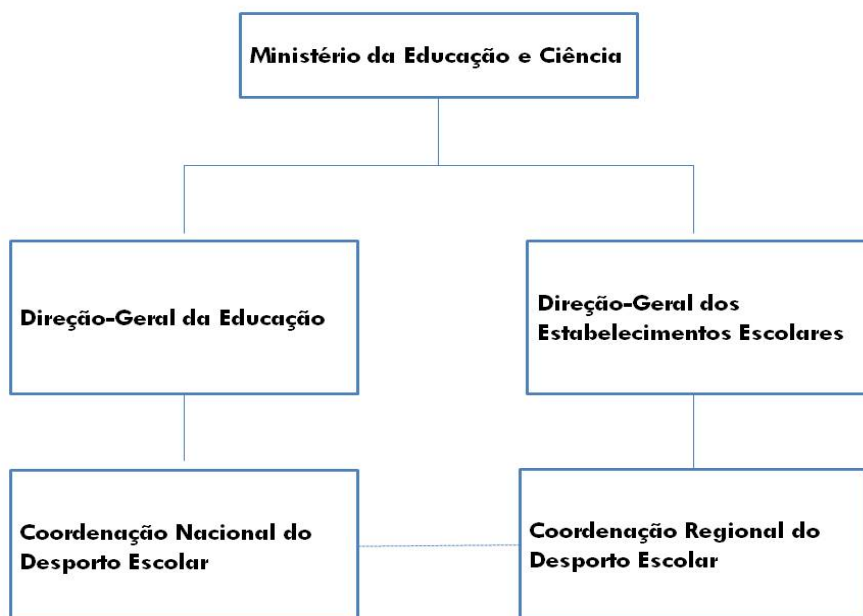 Ministério da Educação e Ciência
Direção-Geral da Educação
Direção-Geral dos
Estabelecimentos Escolares
Coordenação Nacional do
Desporto Escolar
Coordenação Regional do
Desporto Escolar